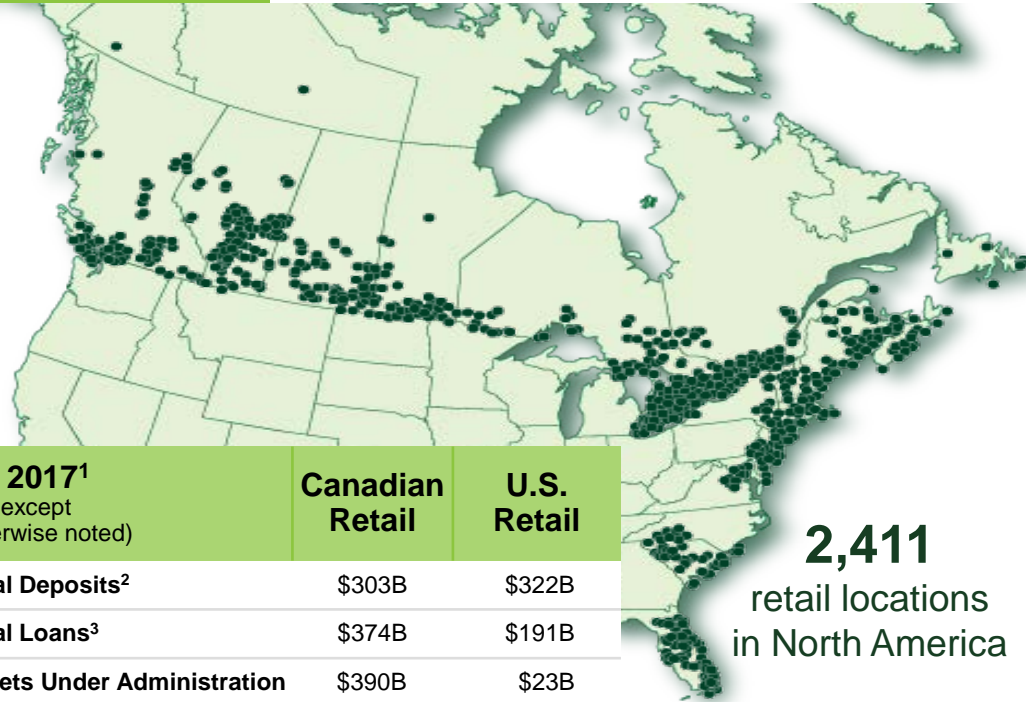 2017¹
except
erwise noted)
Canadian
Retail
U.S.
Retail
al Deposits²
$303B
$322B
al Loans³
$374B
$191B
ets Under Administration
$390B
$23B
2,411
retail locations
in North America